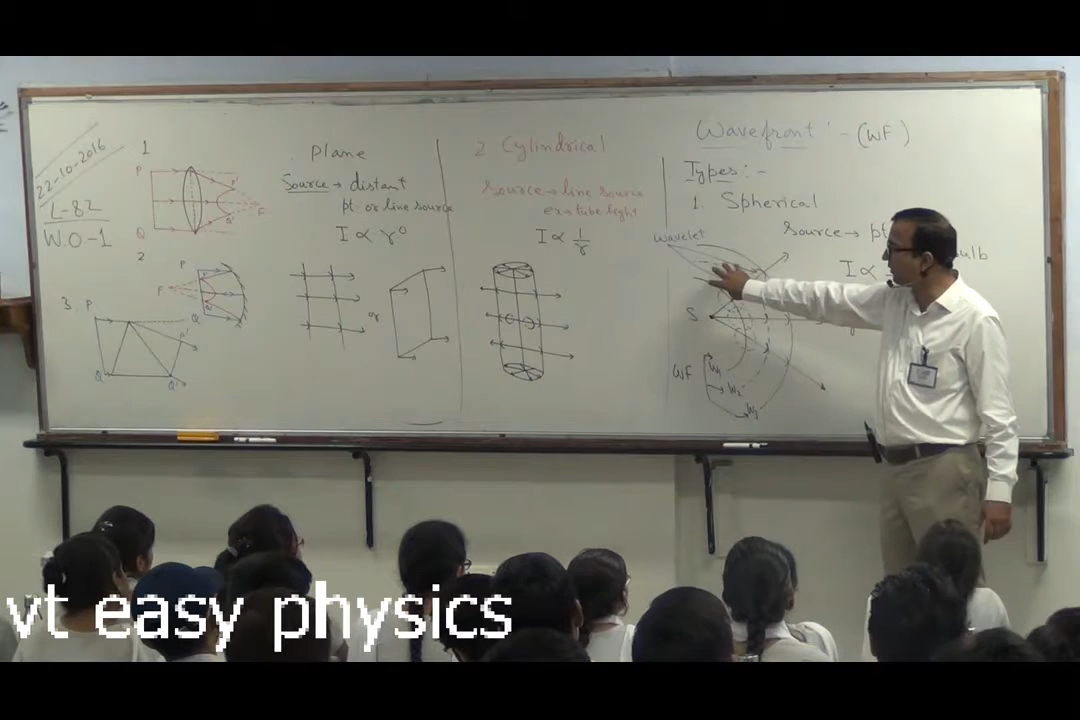 22-10-2016
L-82
W.O-1
1
P
Q
P'
Q'
F
2
P
F
Q
3. P
Q
P'
Q'
Plane
Source → distant
pt or line source
I ∝ r⁰
or
2 Cylindrical
source → line source
ex → tube light
I ∝ 1/r
Wavefront :- (WF)
Types :-
1. Spherical
source → pt
bulb
I ∝
wavelet
S
WF
W₁
W₂
W₃
vt easy physics